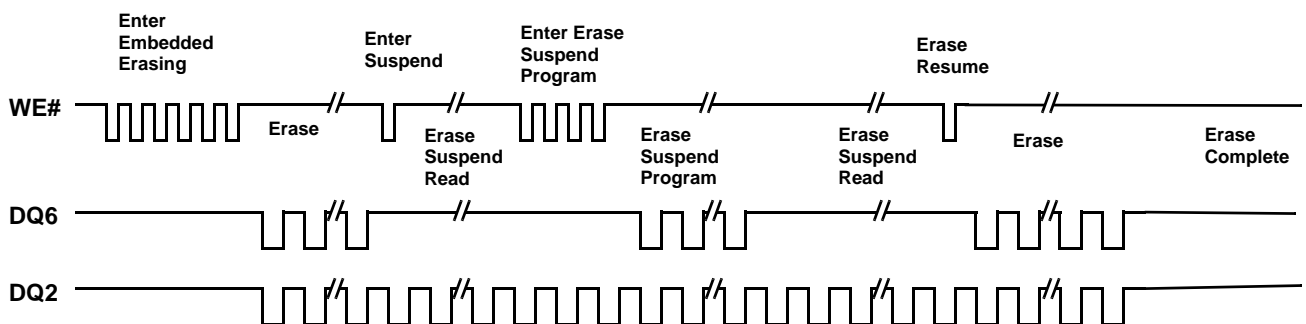 Enter
Embedded
Erasing
Enter
Suspend
Enter Erase
Suspend
Program
Erase
Resume
WE#
Erase
Erase
Suspend
Read
Erase
Suspend
Program
Erase
Suspend
Read
Erase
Erase
Complete
DQ6
DQ2